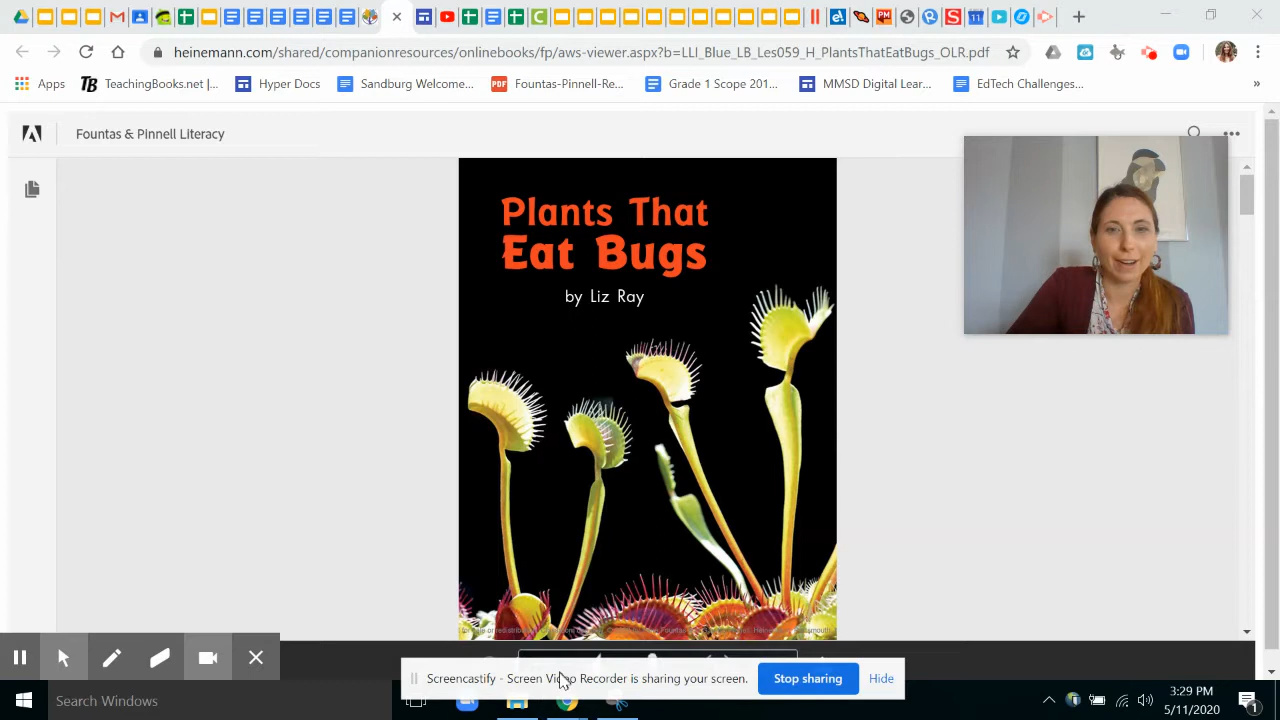 heinemann.com/shared/companionresources/onlinebooks/fp/aws-viewer.aspx?b=LLI_Blue_LB_Les059_H_PlantsThatEatBugs_OLR.pdf
Apps TB TeachingBooks.net |... Hyper Docs Sandburg Welcome... PDF Fountas-Pinnell-Re... Grade 1 Scope 201... MMSD Digital Lear... EdTech Challenges... »
Fountas & Pinnell Literacy
Plants That
Eat Bugs
by Liz Ray
Screencastify - Screen Video Recorder is sharing your screen. Stop sharing Hide
Search Windows
3:29 PM
5/11/2020
1